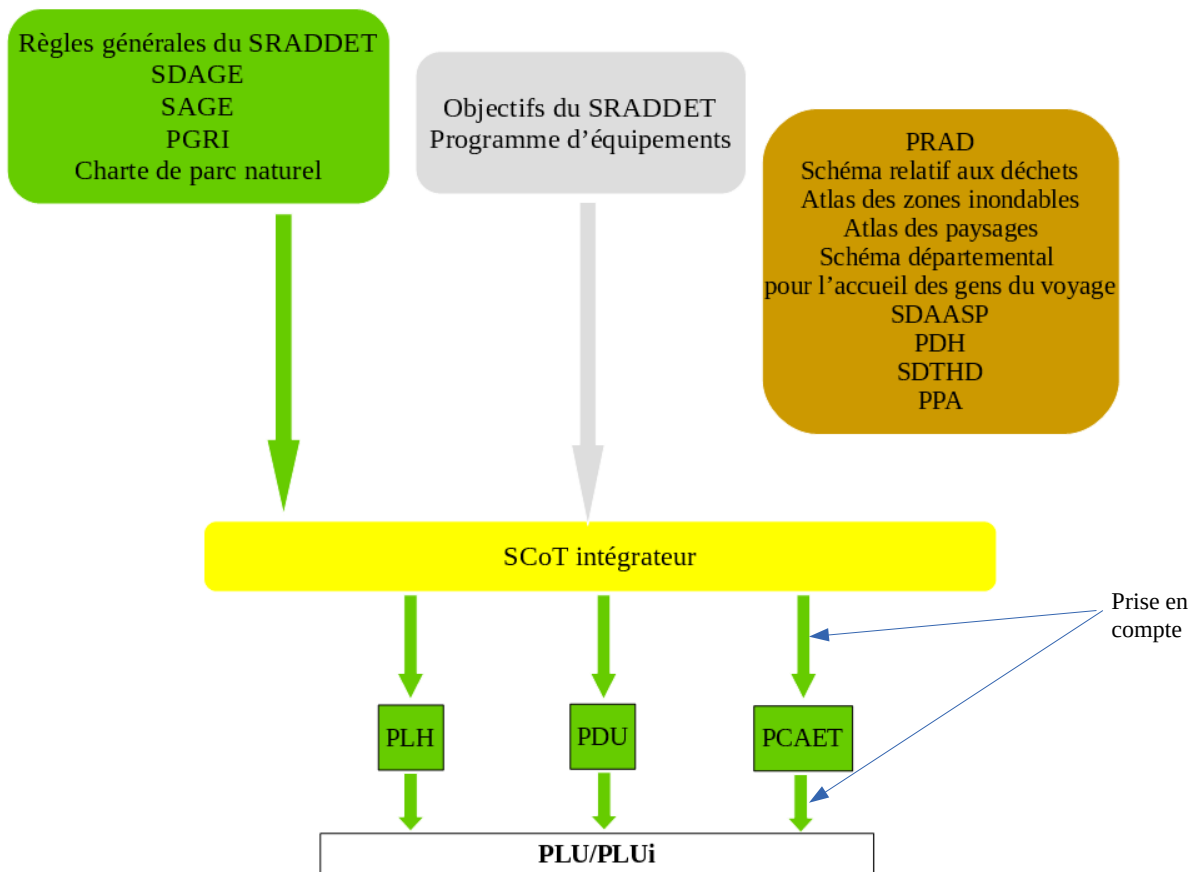 Règles générales du SRADDET
SDAGE
SAGE
PGRI
Charte de parc naturel
Objectifs du SRADDET
Programme d’équipements
PRAD
Schéma relatif aux déchets
Atlas des zones inondables
Atlas des paysages
Schéma départemental
pour l’accueil des gens du voyage
SDAASP
PDH
SDTHD
PPA
SCoT intégrateur
Prise en
compte
PLH
PDU
PCAET
PLU/PLUi